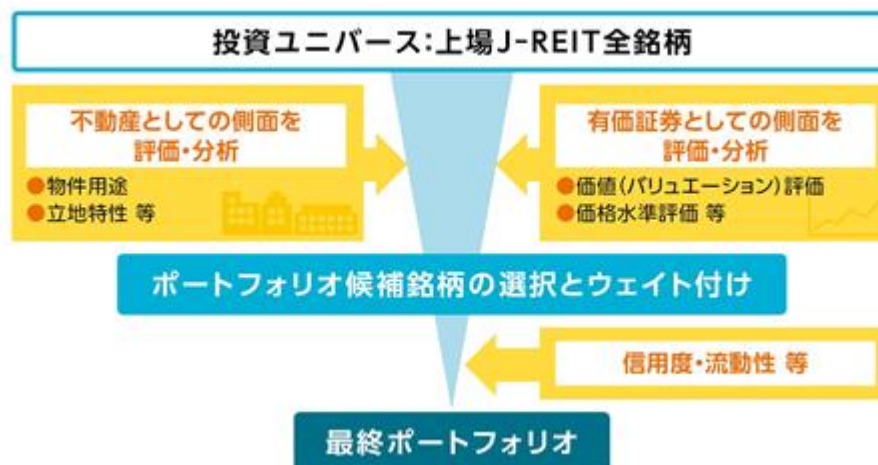 投資ユニバース:上場J-REIT全銘柄
不動産としての側面を
評価・分析
●物件用途
●立地特性 等
有価証券としての側面を
評価・分析
●価値(バリュエーション)評価
●価格水準評価 等
ポートフォリオ候補銘柄の選択とウェイト付け
信用度・流動性 等
最終ポートフォリオ